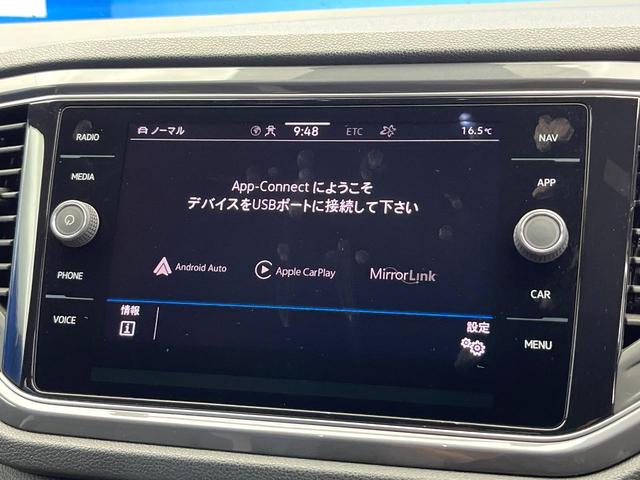 RADIO
MEDIA
PHONE
VOICE
ノーマル 9:48 ETC 16.5℃
App-Connect にようこそ
デバイスをUSBポートに接続して下さい
Android Auto Apple CarPlay MirrorLink
情報 設定
NAV
APP
CAR
MENU